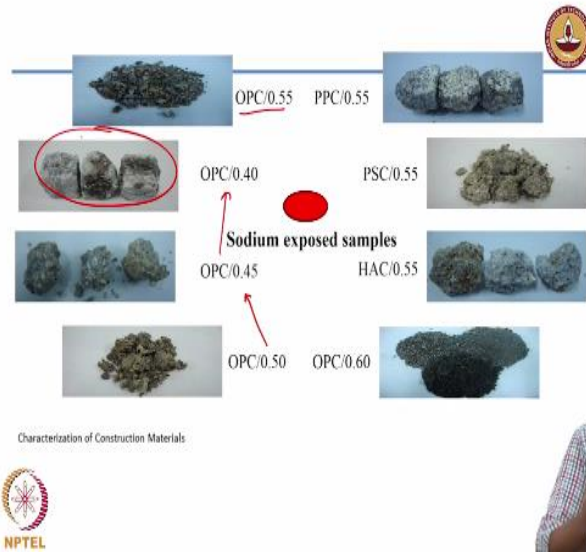 OPC/0.55 PPC/0.55
OPC/0.40 PSC/0.55
Sodium exposed samples
OPC/0.45 HAC/0.55
OPC/0.50 OPC/0.60
Characterization of Construction Materials
NPTEL